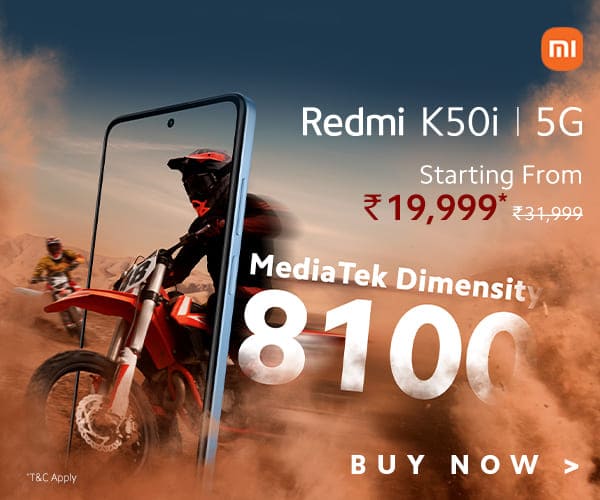 mi
Redmi K50i | 5G
Starting From
₹19,999* ₹31,999
MediaTek Dimensity
8100
BUY NOW >
*T&C Apply